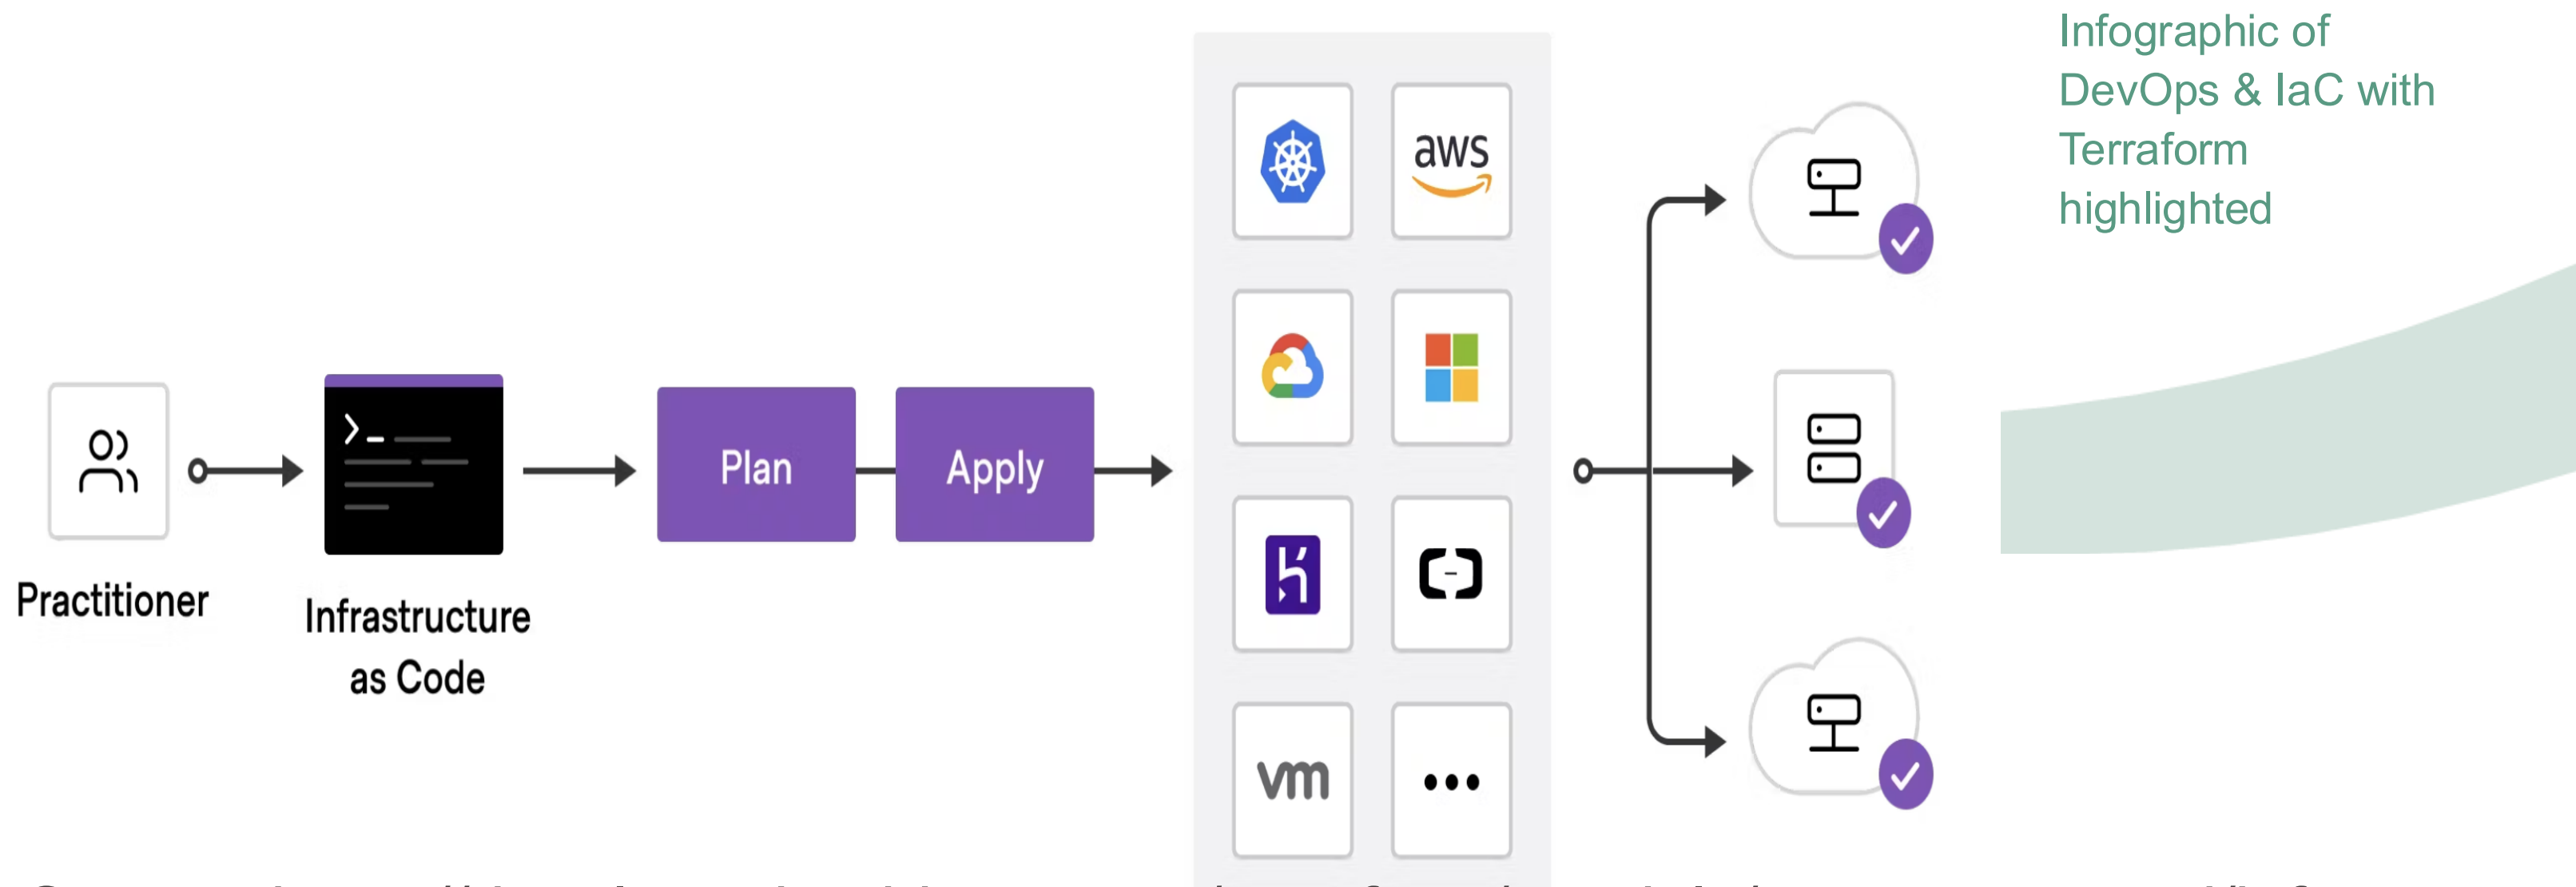 Infographic of
DevOps & IaC with
Terraform
highlighted
Practitioner
Infrastructure
as Code
Plan
Apply
aws
vm